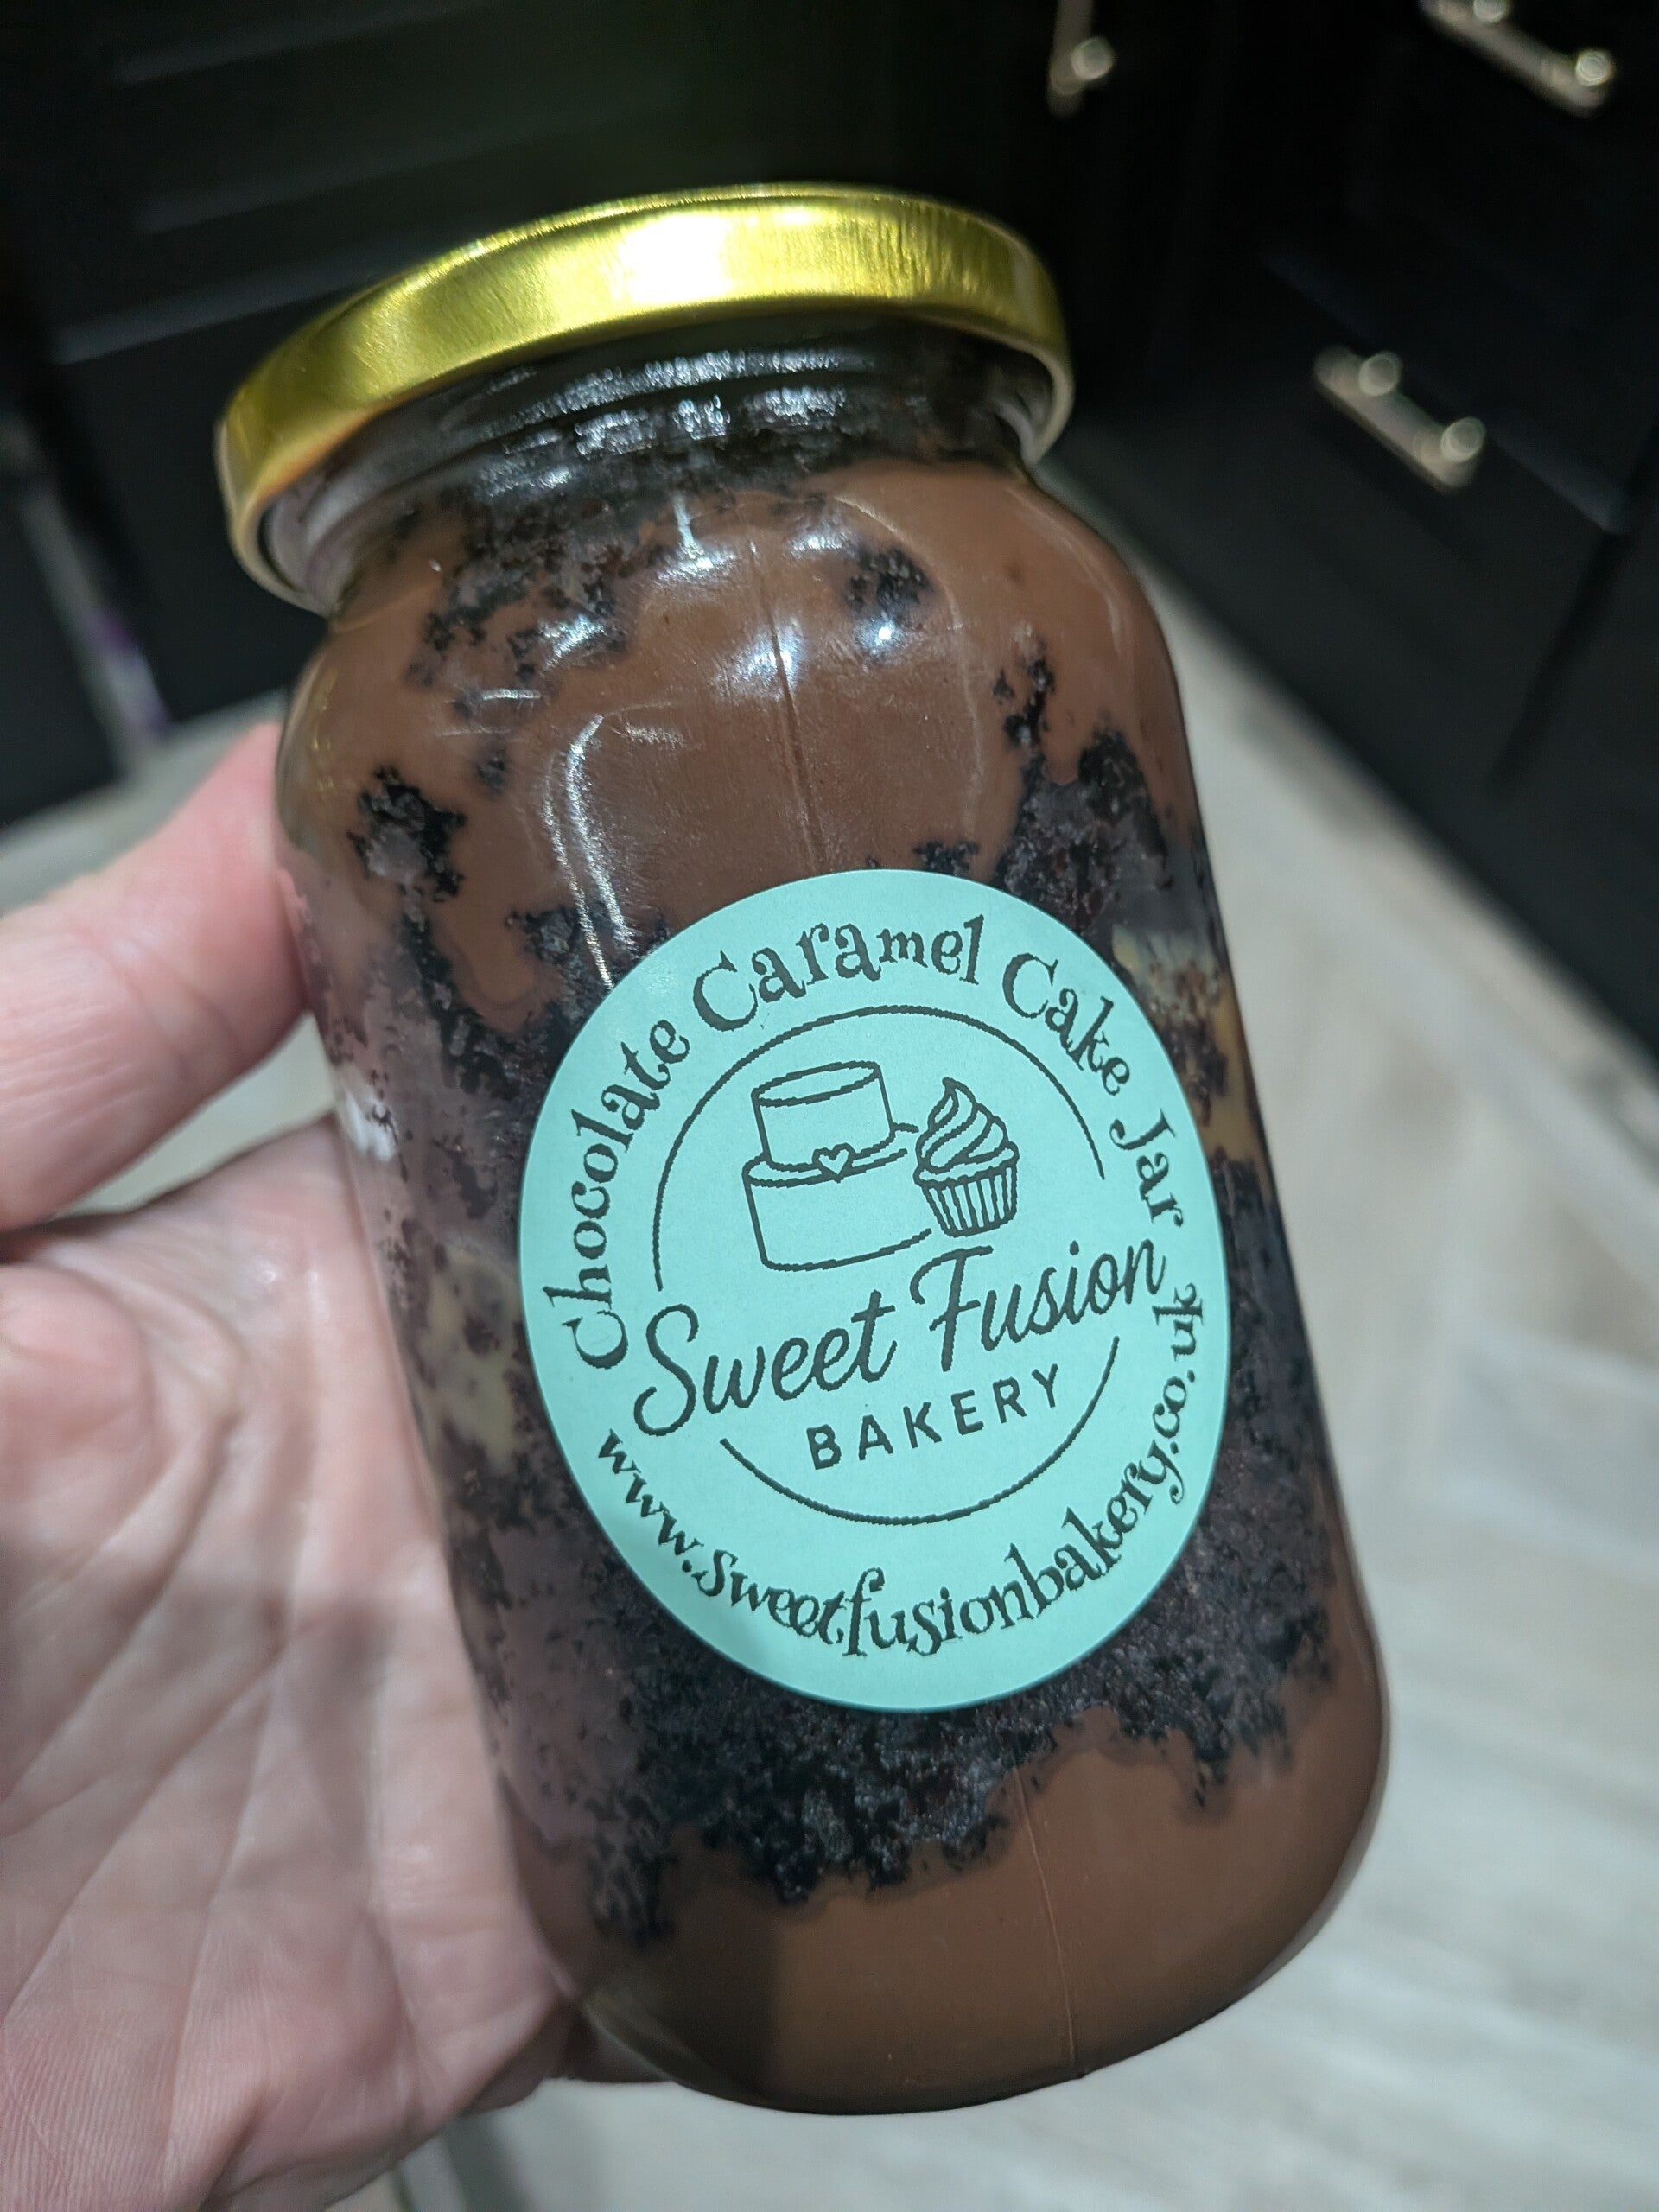 Chocolate Caramel Cake Jar
Sweet Fusion
BAKERY
www.sweetfusionbakery.co.uk